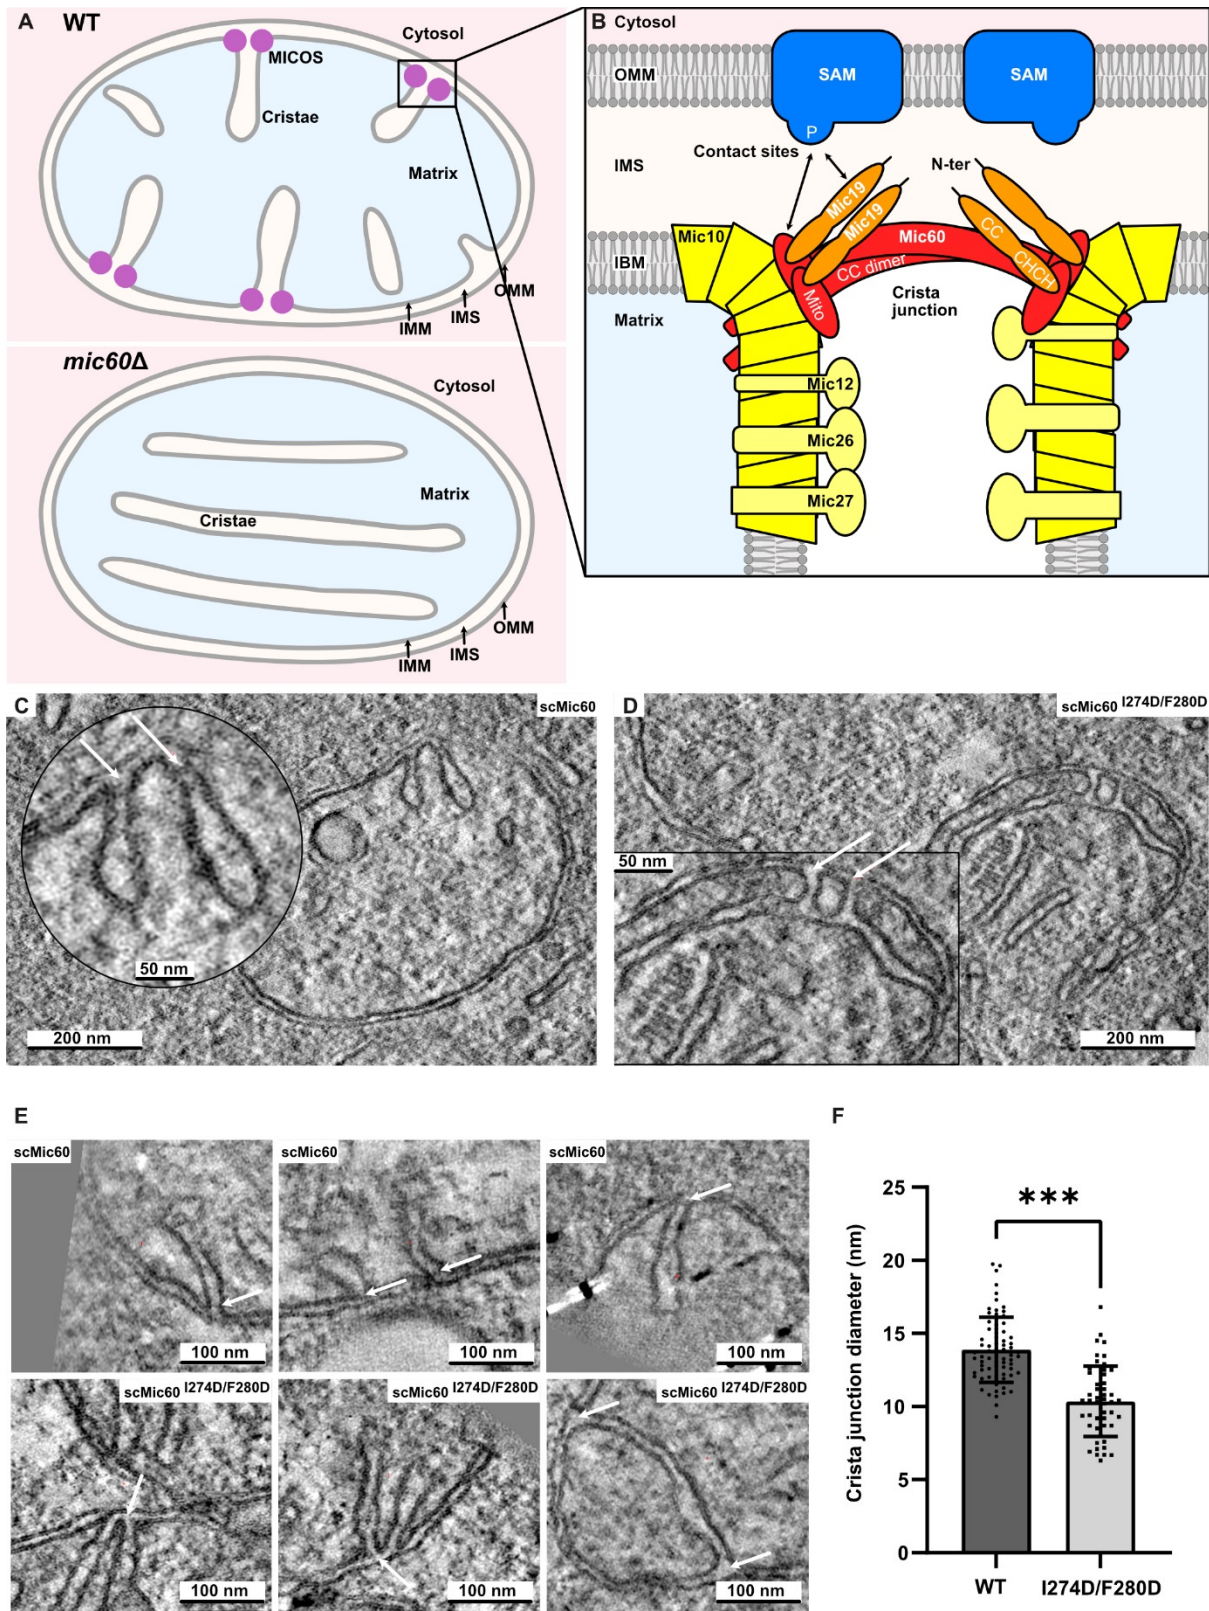 A WT
Cytosol
MICOS
Cristae
Matrix
OMM
IMS
IMM
mic60Δ
Cytosol
Matrix
Cristae
OMM
IMS
IMM
B Cytosol
OMM
SAM
SAM
P
Contact sites
IMS
N-ter
Mic19
Mic19
CC
CHCH
Mic10
Mic60
CC dimer
IBM
Mito
Crista
junction
Matrix
Mic12
Mic26
Mic27
C
scMic60
50 nm
200 nm
D
scMic60 I274D/F280D
50 nm
200 nm
E
scMic60
100 nm
scMic60
100 nm
scMic60
100 nm
scMic60 I274D/F280D
100 nm
scMic60 I274D/F280D
100 nm
scMic60 I274D/F280D
100 nm
F
***
Crista junction diameter (nm)
25
20
15
10
5
0
WT
I274D/F280D